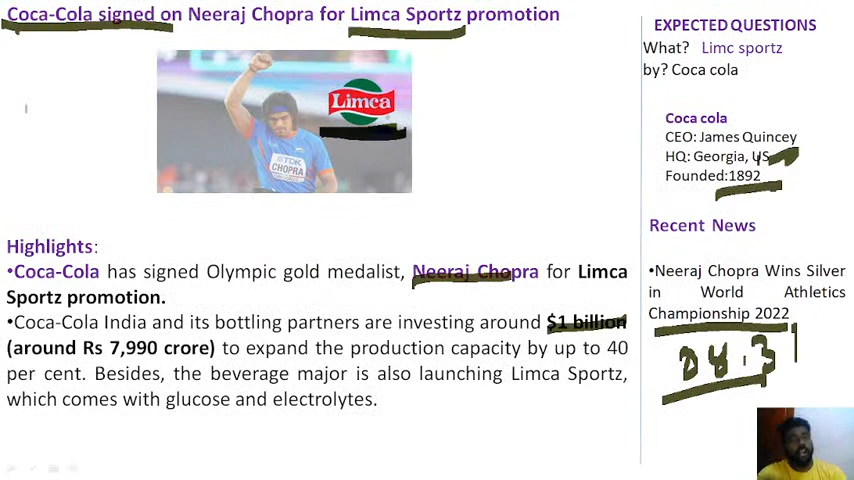 Coca-Cola signed on Neeraj Chopra for Limca Sportz promotion
Limca
TDK
CHOPRA
Highlights:
•Coca-Cola has signed Olympic gold medalist, Neeraj Chopra for Limca
Sportz promotion.
•Coca-Cola India and its bottling partners are investing around $1 billion
(around Rs 7,990 crore) to expand the production capacity by up to 40
per cent. Besides, the beverage major is also launching Limca Sportz,
which comes with glucose and electrolytes.
EXPECTED QUESTIONS
What? Limc sportz
by? Coca cola
Coca cola
CEO: James Quincey
HQ: Georgia, US
Founded:1892
Recent News
•Neeraj Chopra Wins Silver
in World Athletics
Championship 2022